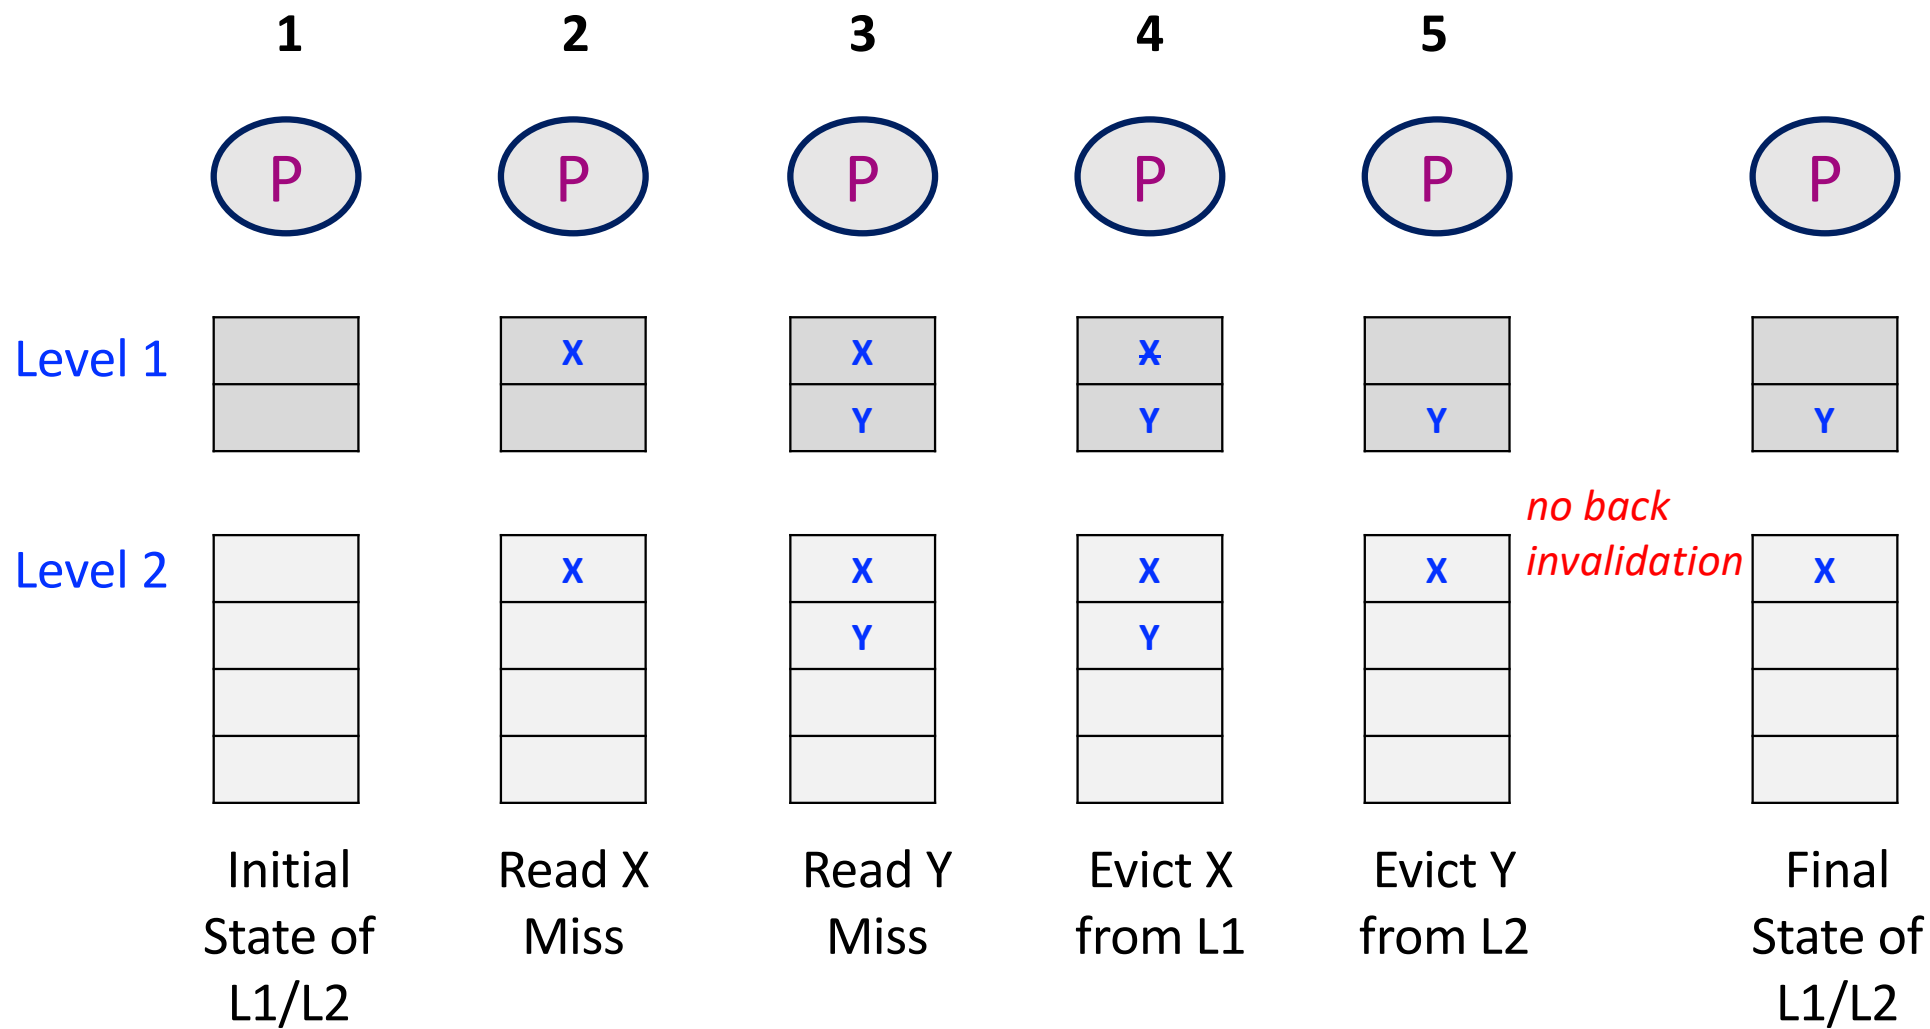 1 2 3 4 5
P P P P P P
Level 1 X X X
Y Y Y Y
no back
invalidation
Level 2 X X X X X
Y Y
Initial Read X Read Y Evict X Evict Y Final
State of Miss Miss from L1 from L2 State of
L1/L2 L1/L2